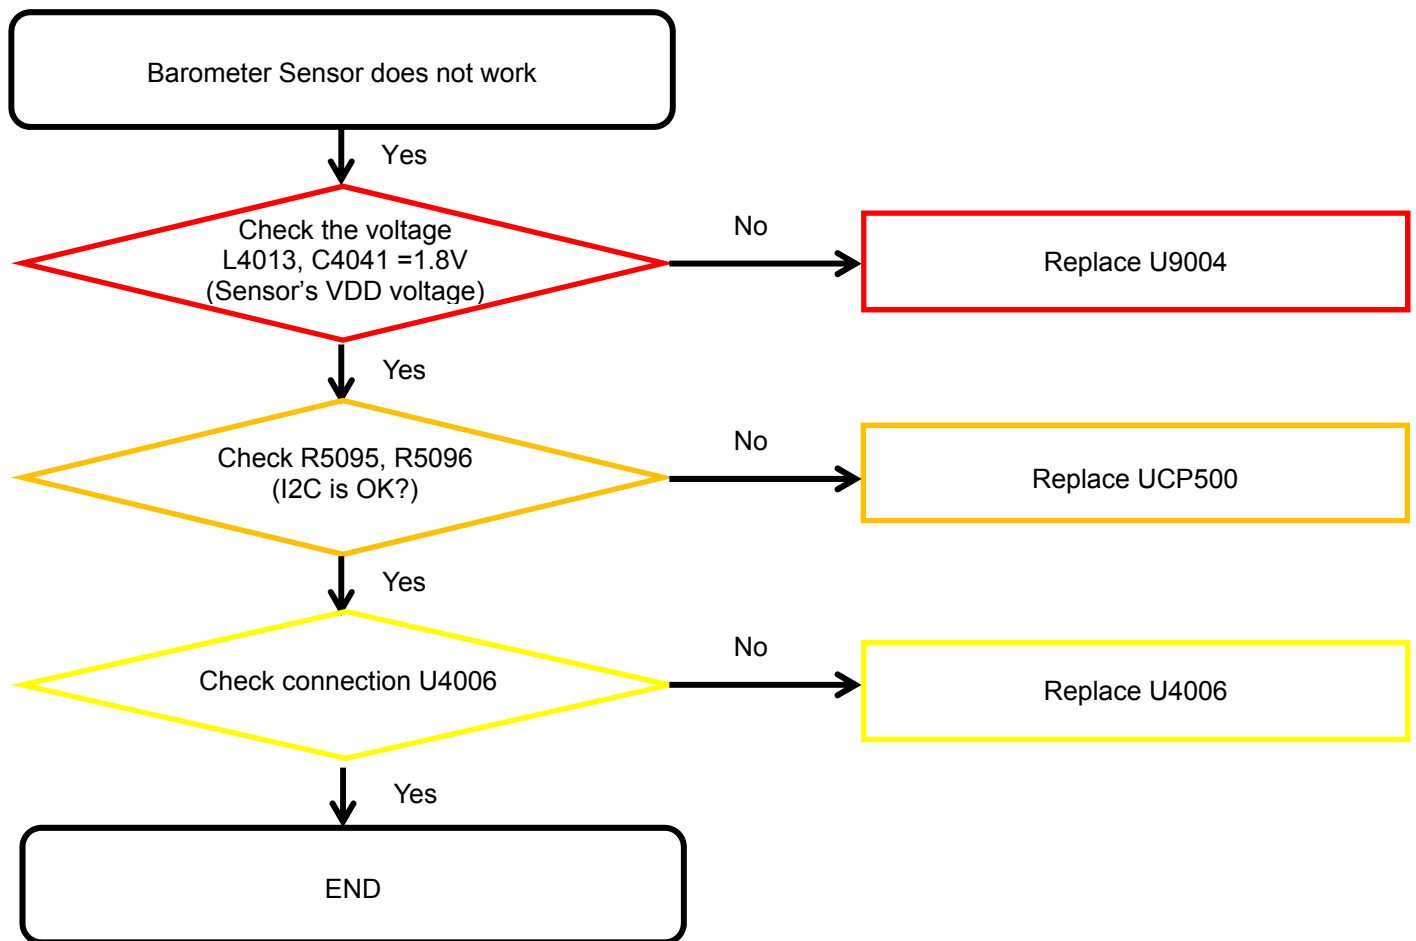 Barometer Sensor does not work
Yes
Check the voltage
L4013, C4041 =1.8V
(Sensor’s VDD voltage)
No
Replace U9004
Yes
Check R5095, R5096
(I2C is OK?)
No
Replace UCP500
Yes
Check connection U4006
No
Replace U4006
Yes
END